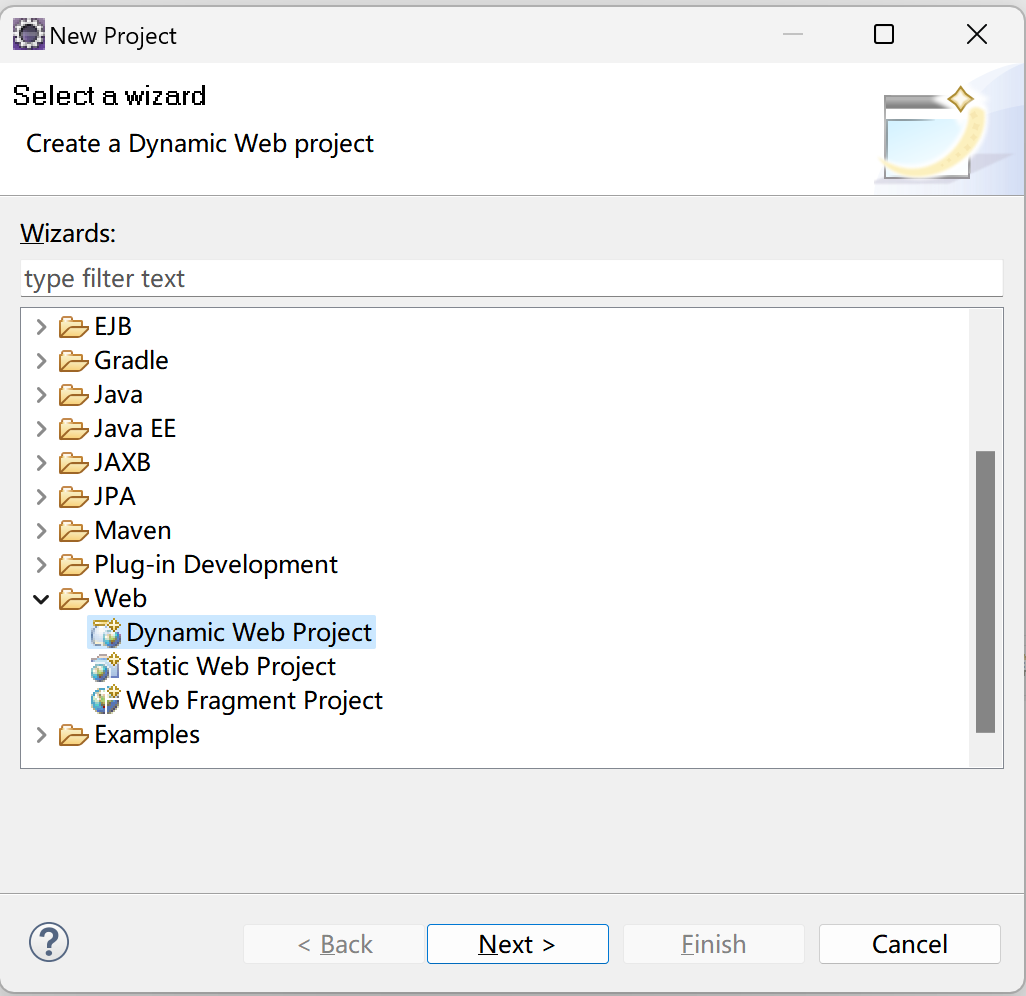 New Project
Select a wizard
Create a Dynamic Web project
Wizards:
type filter text
EJB
Gradle
Java
Java EE
JAXB
JPA
Maven
Plug-in Development
Web
Dynamic Web Project
Static Web Project
Web Fragment Project
Examples
? < Back Next > Finish Cancel